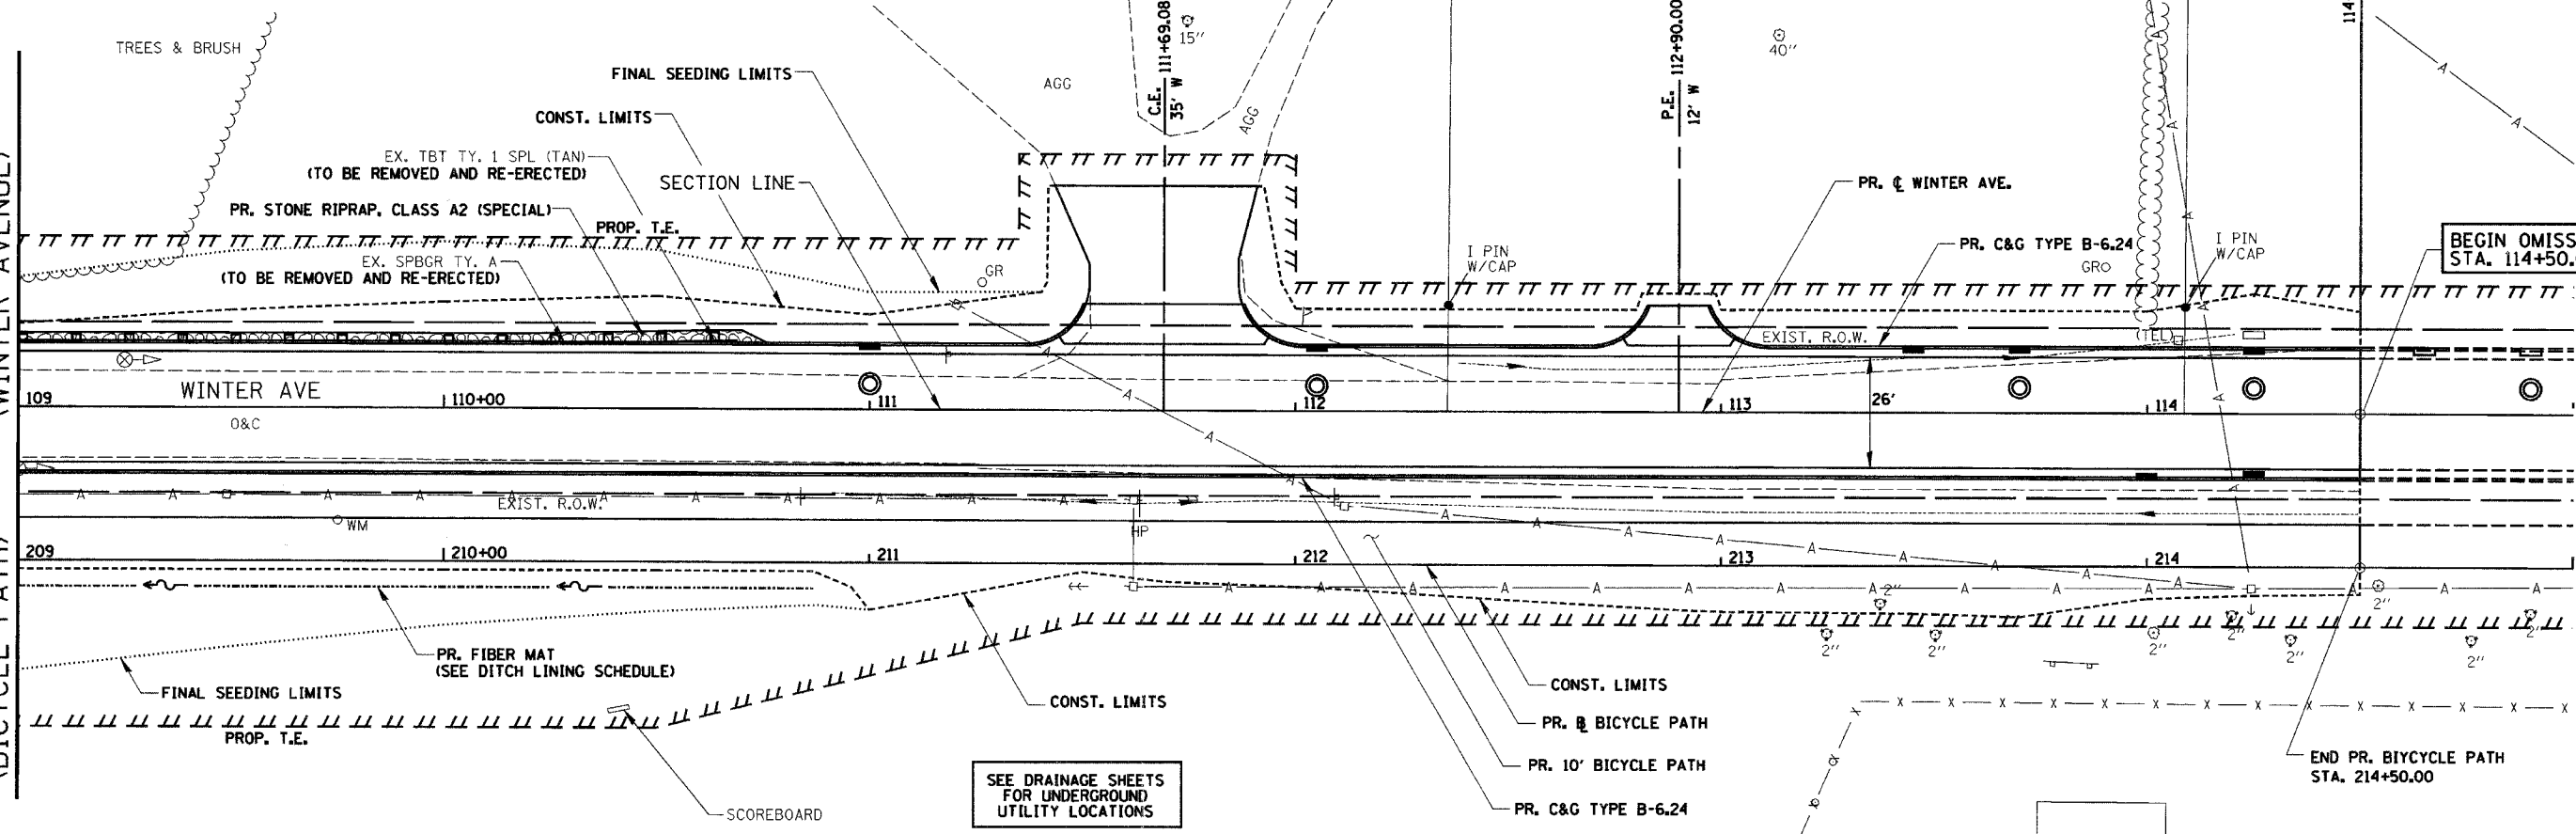 TREES & BRUSH
FINAL SEEDING LIMITS
CONST. LIMITS
EX. TBT TY. 1 SPL (TAN)
(TO BE REMOVED AND RE-ERECTED)
SECTION LINE
PR. STONE RIPRAP, CLASS A2 (SPECIAL)
PROP. T.E.
EX. SPBGR TY. A
(TO BE REMOVED AND RE-ERECTED)
AGG
AGG
15"
C.E. 111+69.08
35' W
P.E. 112+90.00
12' W
40"
114
GR
I PIN
W/CAP
PR. ℄ WINTER AVE.
PR. C&G TYPE B-6.24
GR
I PIN
W/CAP
BEGIN OMISS
STA. 114+50.
EXIST. R.O.W.
(TEL)
WINTER AVE
109
110+00
111
112
113
26'
114
O&C
EXIST. R.O.W.
WM
HP
209
210+00
211
212
213
214
2"
2"
2"
2"
2"
2"
2"
2"
2"
PR. FIBER MAT
(SEE DITCH LINING SCHEDULE)
FINAL SEEDING LIMITS
CONST. LIMITS
CONST. LIMITS
PR. ⅊ BICYCLE PATH
PR. 10' BICYCLE PATH
PR. C&G TYPE B-6.24
PROP. T.E.
SCOREBOARD
SEE DRAINAGE SHEETS
FOR UNDERGROUND
UTILITY LOCATIONS
END PR. BIYCYCLE PATH
STA. 214+50.00
(WINTER AVENUE)
(BICYCLE PATH)